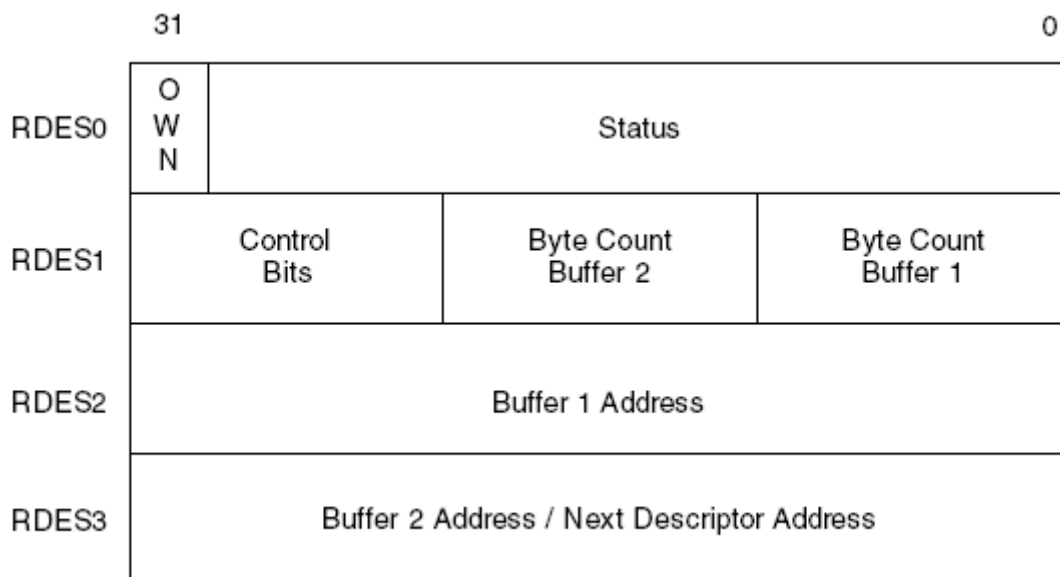 31 0
RDES0
O
W
N
Status
RDES1
Control
Bits
Byte Count
Buffer 2
Byte Count
Buffer 1
RDES2
Buffer 1 Address
RDES3
Buffer 2 Address / Next Descriptor Address